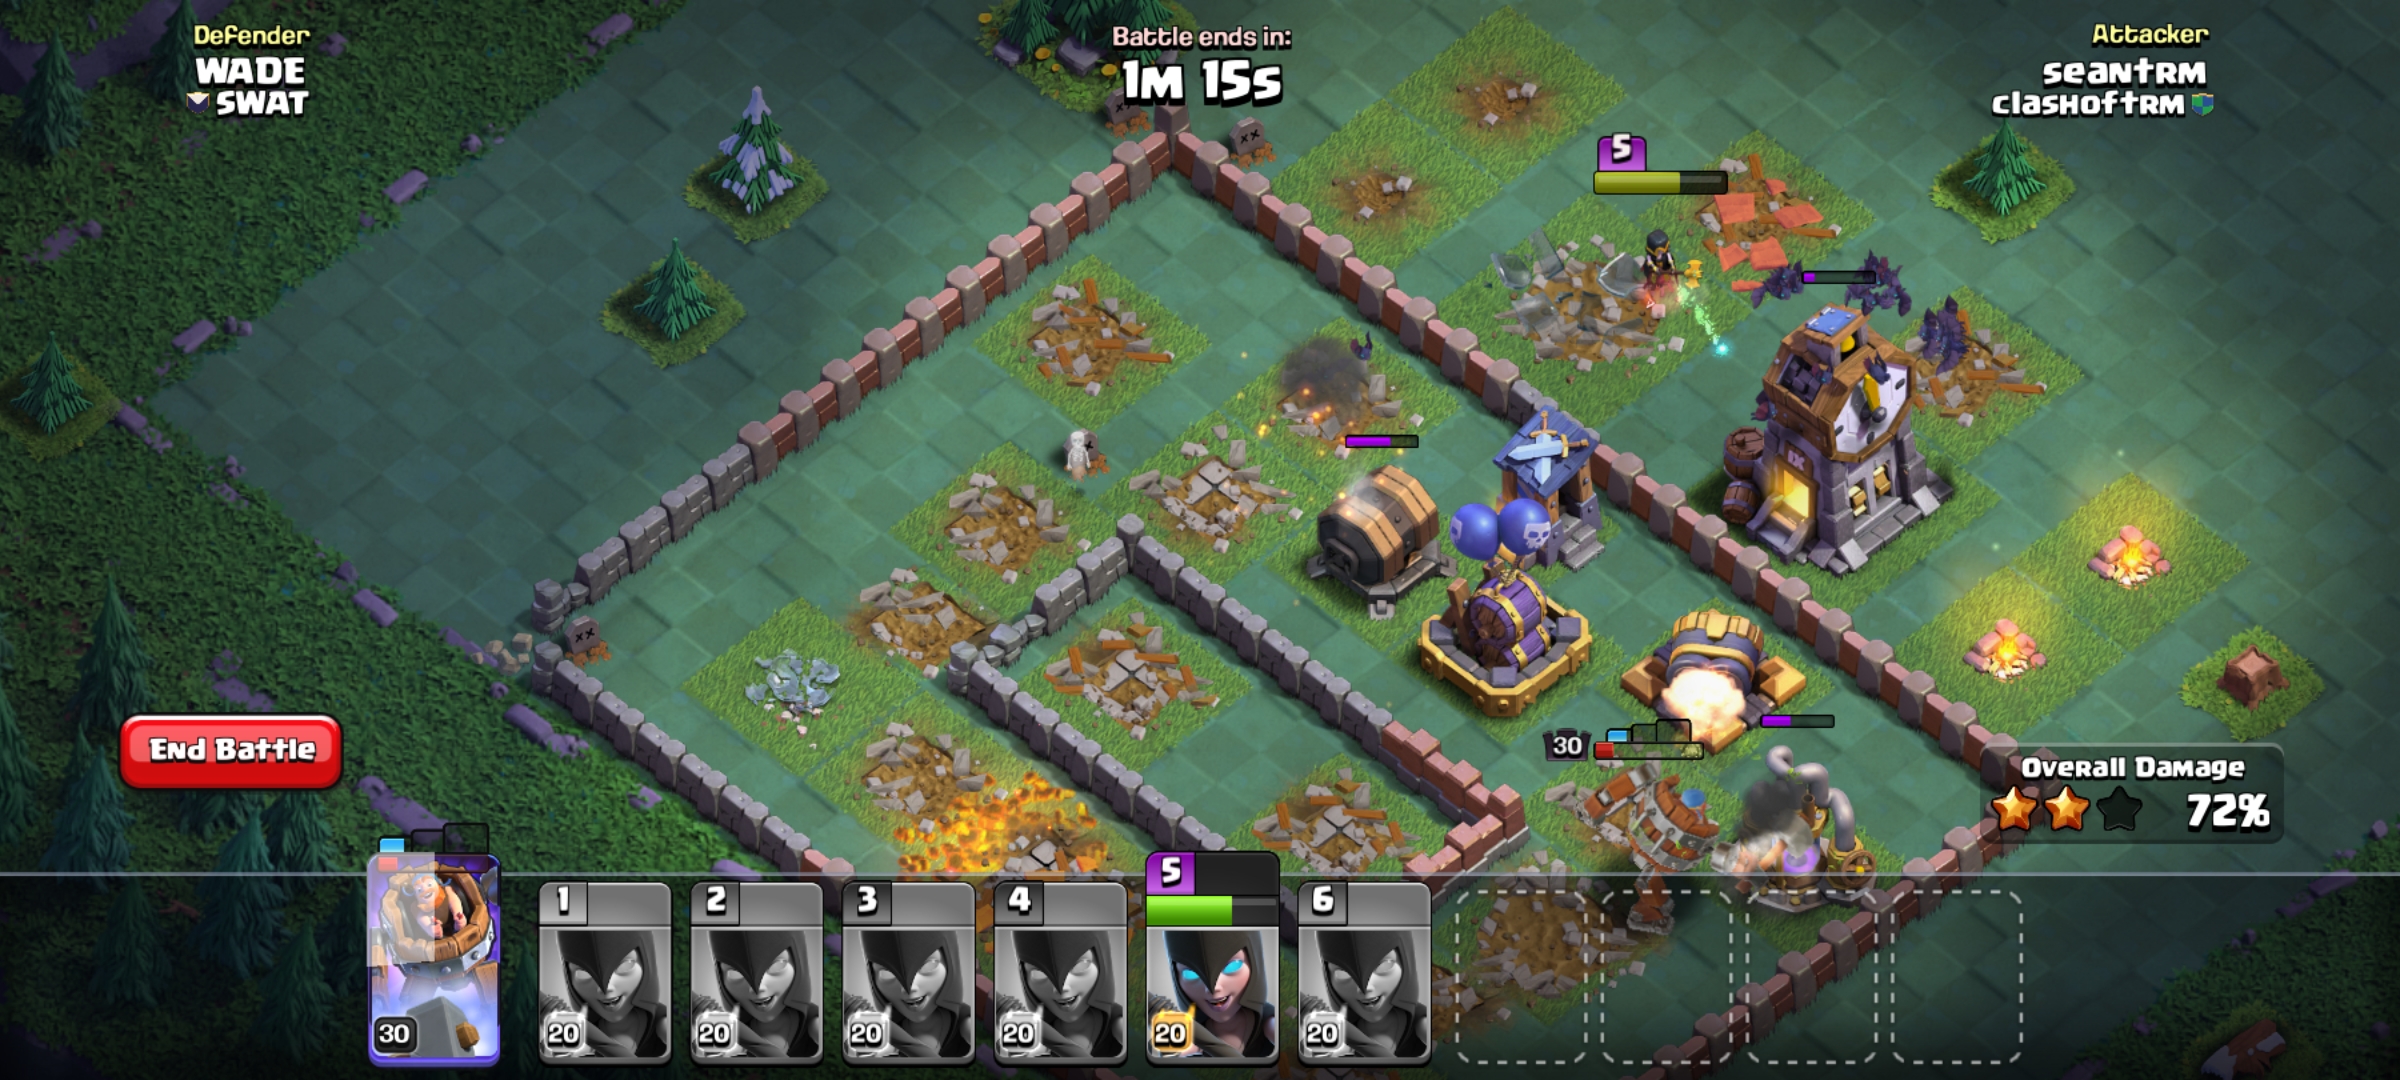 Defender
WADE
SWAT
Battle ends in:
1M 15s
Attacker
seantrm
clashoftrm
5
30
End Battle
Overall Damage
72%
30
1
20
2
20
3
20
4
20
5
20
6
20